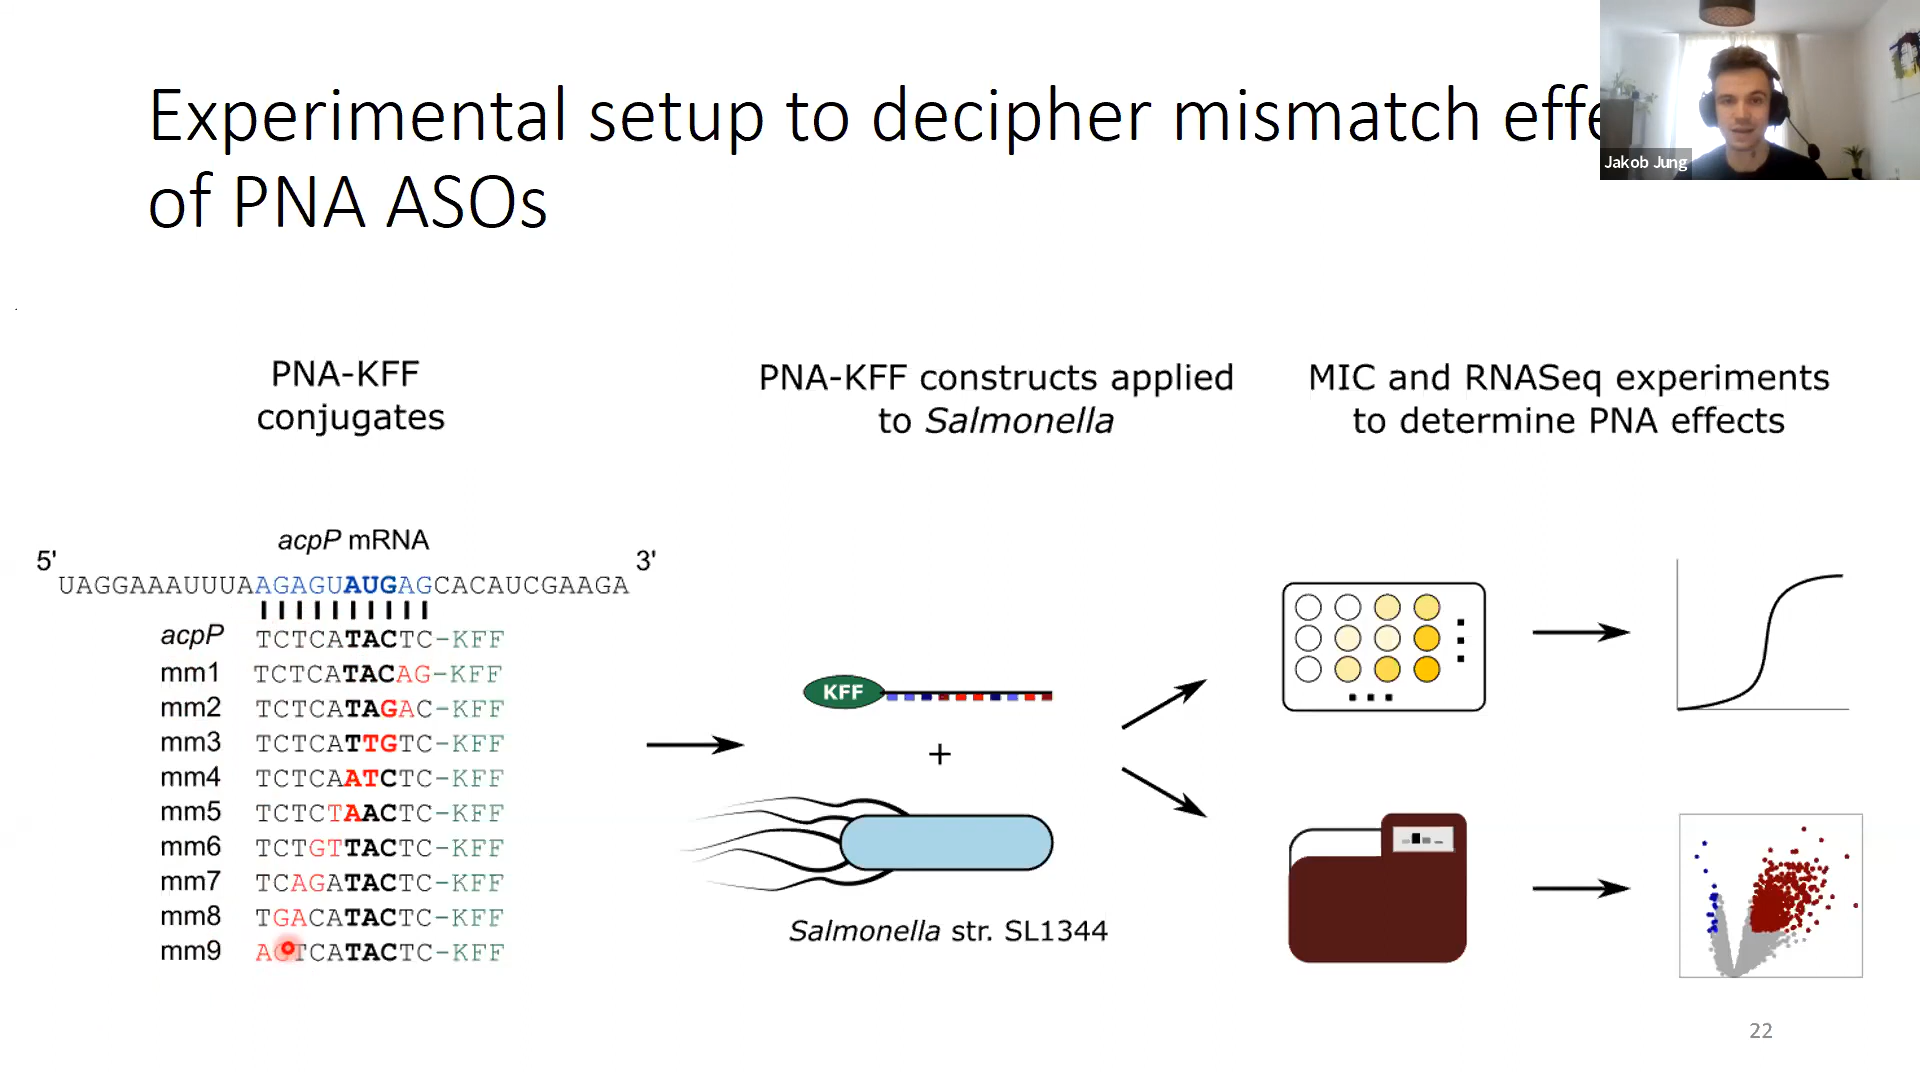 Experimental setup to decipher mismatch effe
of PNA ASOs
Jakob Jung
PNA-KFF
conjugates
PNA-KFF constructs applied
to Salmonella
MIC and RNASeq experiments
to determine PNA effects
acpP mRNA
5' 3'
UAGGAAAUUUAAGAGUAUGAGCACAUCGAAGA
acpP TCTCATACTC-KFF
mm1 TCTCATACAG-KFF
mm2 TCTCATAGAC-KFF
mm3 TCTCATTGTC-KFF
mm4 TCTCAATCTC-KFF
mm5 TCTCTAACTC-KFF
mm6 TCTGTTACTC-KFF
mm7 TCAGATACTC-KFF
mm8 TGACATACTC-KFF
mm9
KFF
+
Salmonella str. SL1344
22